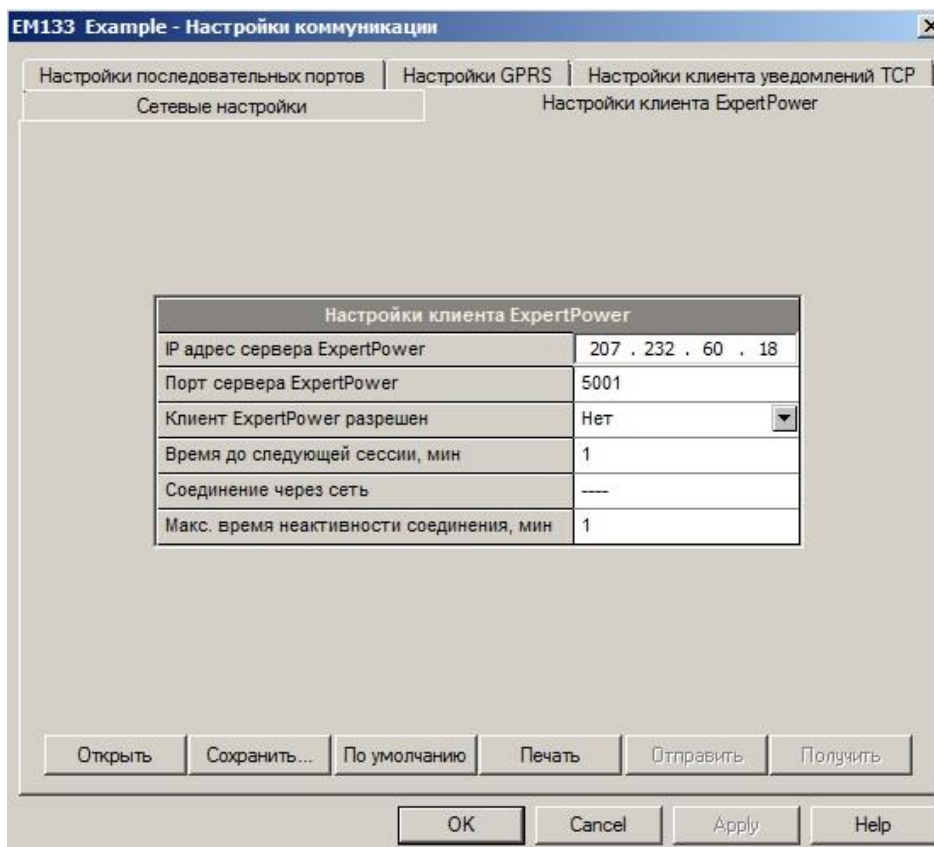 EM133 Example - Настройки коммуникации
Настройки последовательных портов Настройки GPRS Настройки клиента уведомлений TCP
Сетевые настройки Настройки клиента ExpertPower
Настройки клиента ExpertPower
IP адрес сервера ExpertPower 207 . 232 . 60 . 18
Порт сервера ExpertPower 5001
Клиент ExpertPower разрешен Нет
Время до следующей сессии, мин 1
Соединение через сеть ----
Макс. время неактивности соединения, мин 1
Открыть Сохранить... По умолчанию Печать Отправить Получить
OK Cancel Apply Help